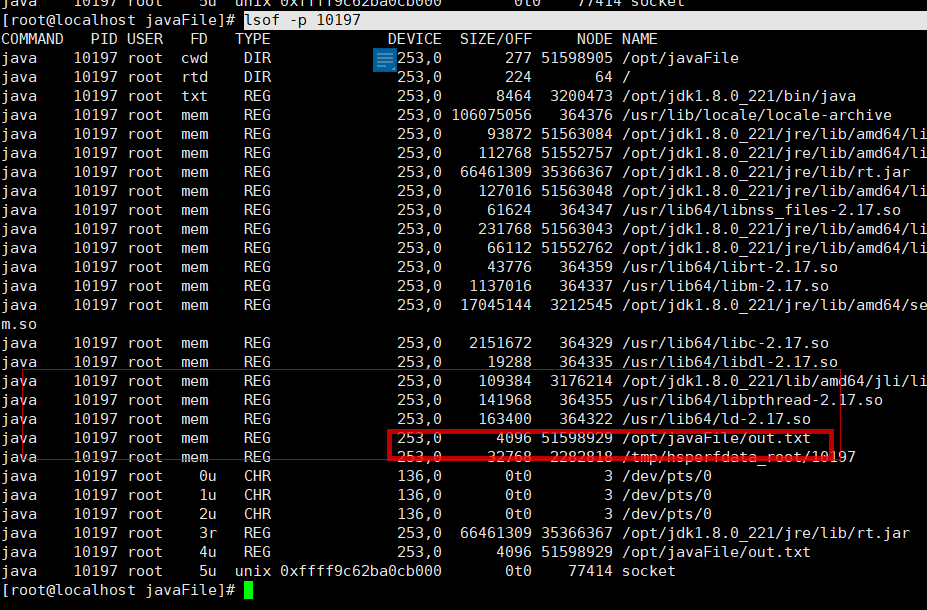 java 10197 root 5u unix 0xffff9c62ba0cb000 0t0 77414 socket
[root@localhost javaFile]# lsof -p 10197
COMMAND PID USER FD TYPE DEVICE SIZE/OFF NODE NAME
java 10197 root cwd DIR 253,0 277 51598905 /opt/javaFile
java 10197 root rtd DIR 253,0 224 64 /
java 10197 root txt REG 253,0 8464 3200473 /opt/jdk1.8.0_221/bin/java
java 10197 root mem REG 253,0 106075056 364376 /usr/lib/locale/locale-archive
java 10197 root mem REG 253,0 93872 51563084 /opt/jdk1.8.0_221/jre/lib/amd64/li
java 10197 root mem REG 253,0 112768 51552757 /opt/jdk1.8.0_221/jre/lib/amd64/li
java 10197 root mem REG 253,0 66461309 35366367 /opt/jdk1.8.0_221/jre/lib/rt.jar
java 10197 root mem REG 253,0 127016 51563048 /opt/jdk1.8.0_221/jre/lib/amd64/li
java 10197 root mem REG 253,0 61624 364347 /usr/lib64/libnss_files-2.17.so
java 10197 root mem REG 253,0 231768 51563043 /opt/jdk1.8.0_221/jre/lib/amd64/li
java 10197 root mem REG 253,0 66112 51552762 /opt/jdk1.8.0_221/jre/lib/amd64/li
java 10197 root mem REG 253,0 43776 364359 /usr/lib64/librt-2.17.so
java 10197 root mem REG 253,0 1137016 364337 /usr/lib64/libm-2.17.so
java 10197 root mem REG 253,0 17045144 3212545 /opt/jdk1.8.0_221/jre/lib/amd64/se
m.so
java 10197 root mem REG 253,0 2151672 364329 /usr/lib64/libc-2.17.so
java 10197 root mem REG 253,0 19288 364335 /usr/lib64/libdl-2.17.so
java 10197 root mem REG 253,0 109384 3176214 /opt/jdk1.8.0_221/lib/amd64/jli/li
java 10197 root mem REG 253,0 141968 364355 /usr/lib64/libpthread-2.17.so
java 10197 root mem REG 253,0 163400 364322 /usr/lib64/ld-2.17.so
java 10197 root mem REG 253,0 4096 51598929 /opt/javaFile/out.txt
java 10197 root mem REG 253,0 32768 2282818 /tmp/hsperfdata_root/10197
java 10197 root 0u CHR 136,0 0t0 3 /dev/pts/0
java 10197 root 1u CHR 136,0 0t0 3 /dev/pts/0
java 10197 root 2u CHR 136,0 0t0 3 /dev/pts/0
java 10197 root 3r REG 253,0 66461309 35366367 /opt/jdk1.8.0_221/jre/lib/rt.jar
java 10197 root 4u REG 253,0 4096 51598929 /opt/javaFile/out.txt
java 10197 root 5u unix 0xffff9c62ba0cb000 0t0 77414 socket
[root@localhost javaFile]#